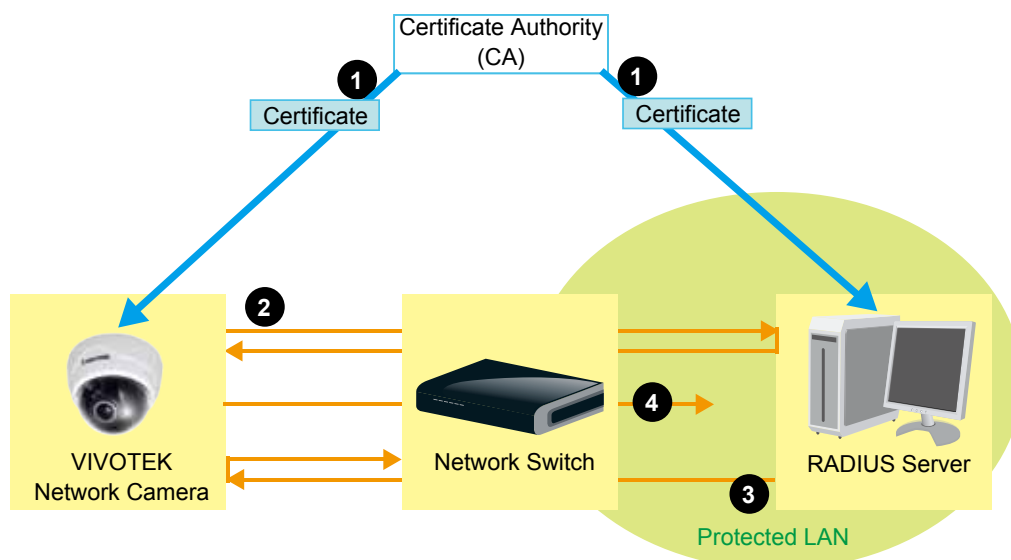 Certificate Authority
(CA)
1
1
Certificate
Certificate
2
4
VIVOTEK
Network Camera
Network Switch
RADIUS Server
3
Protected LAN